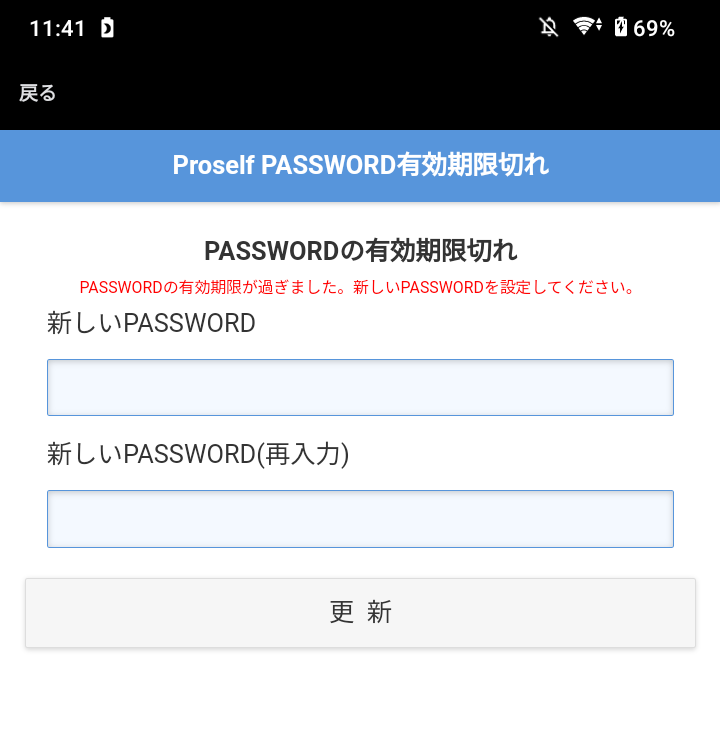 11:41
69%
戻る
Proself PASSWORD有効期限切れ
PASSWORDの有効期限切れ
PASSWORDの有効期限が過ぎました。新しいPASSWORDを設定してください。
新しいPASSWORD
新しいPASSWORD(再入力)
更 新